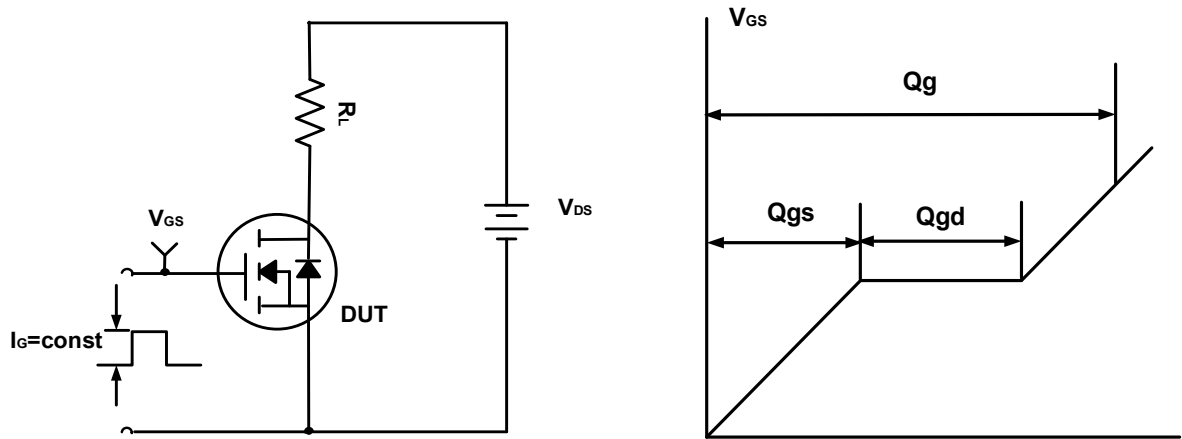 RL
VGS
VDS
DUT
IG=const
VGS
Qg
Qgs
Qgd